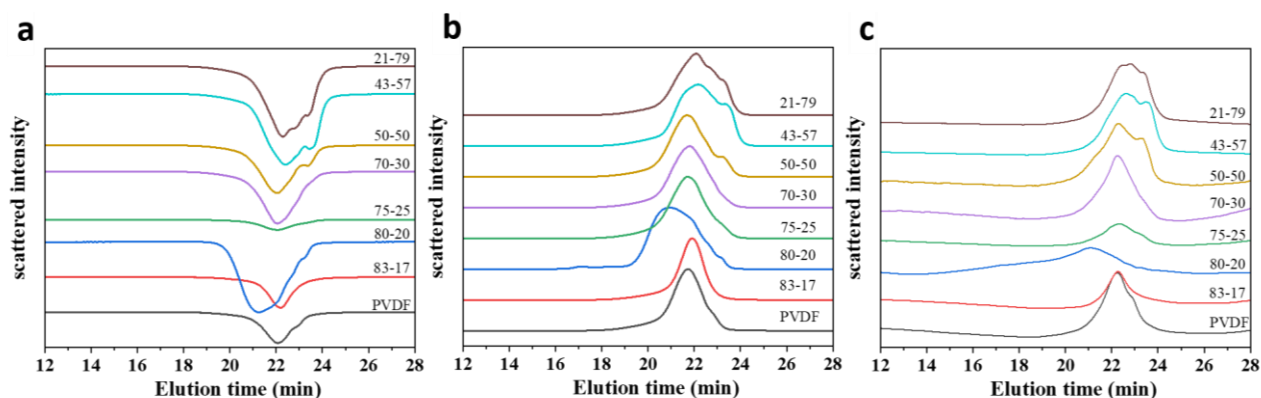 a
21-79
43-57
50-50
70-30
75-25
80-20
83-17
PVDF
scattered intensity
12 14 16 18 20 22 24 26 28
Elution time (min)
b
21-79
43-57
50-50
70-30
75-25
80-20
83-17
PVDF
scattered intensity
12 14 16 18 20 22 24 26 28
Elution time (min)
c
21-79
43-57
50-50
70-30
75-25
80-20
83-17
PVDF
scattered intensity
12 14 16 18 20 22 24 26 28
Elution time (min)